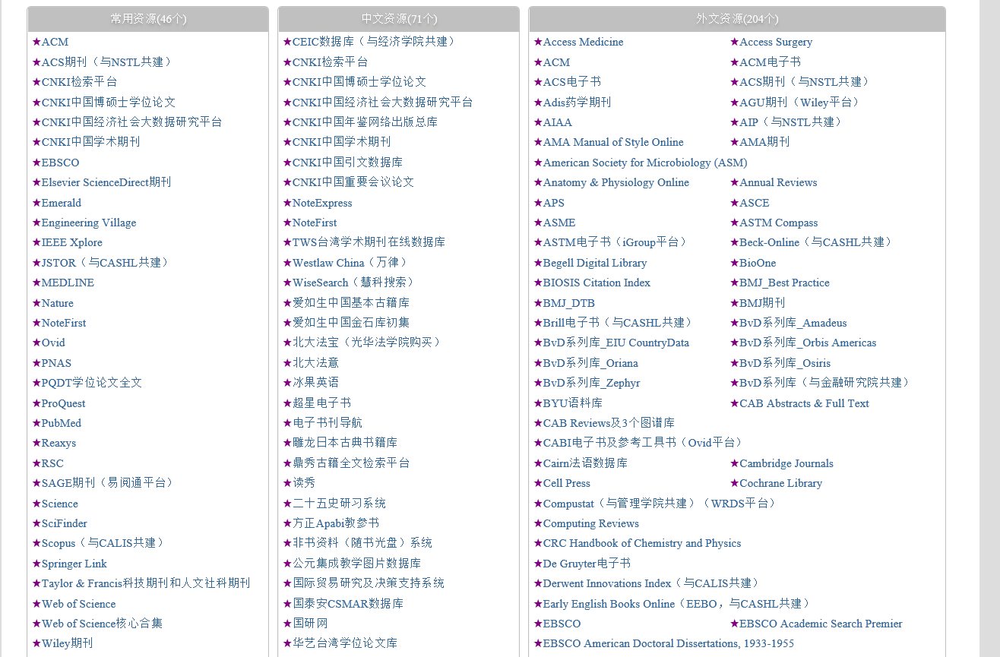 常用资源(46个)
★ACM
★ACS期刊（与NSTL共建）
★CNKI检索平台
★CNKI中国博硕士学位论文
★CNKI中国经济社会大数据研究平台
★CNKI中国学术期刊
★EBSCO
★Elsevier ScienceDirect期刊
★Emerald
★Engineering Village
★IEEE Xplore
★JSTOR（与CASHL共建）
★MEDLINE
★Nature
★NoteFirst
★Ovid
★PNAS
★PQDT学位论文全文
★ProQuest
★PubMed
★Reaxys
★RSC
★SAGE期刊（易阅通平台）
★Science
★SciFinder
★Scopus（与CALIS共建）
★Springer Link
★Taylor & Francis科技期刊和人文社科期刊
★Web of Science
★Web of Science核心合集
★Wiley期刊
中文资源(71个)
★CEIC数据库（与经济学院共建）
★CNKI检索平台
★CNKI中国博硕士学位论文
★CNKI中国经济社会大数据研究平台
★CNKI中国年鉴网络出版总库
★CNKI中国学术期刊
★CNKI中国引文数据库
★CNKI中国重要会议论文
★NoteExpress
★NoteFirst
★TWS台湾学术期刊在线数据库
★Westlaw China（万律）
★WiseSearch（慧科搜索）
★爱如生中国基本古籍库
★爱如生中国金石库初集
★北大法宝（光华法学院购买）
★北大法意
★冰果英语
★超星电子书
★电子书刊导航
★雕龙日本古典书籍库
★鼎秀古籍全文检索平台
★读秀
★二十五史研习系统
★方正Apabi教参书
★非书资料（随书光盘）系统
★公元集成教学图片数据库
★国际贸易研究及决策支持系统
★国泰安CSMAR数据库
★国研网
★华艺台湾学位论文库
外文资源(204个)
★Access Medicine ★Access Surgery
★ACM ★ACM电子书
★ACS电子书 ★ACS期刊（与NSTL共建）
★Adis药学期刊 ★AGU期刊（Wiley平台）
★AIAA ★AIP（与NSTL共建）
★AMA Manual of Style Online ★AMA期刊
★American Society for Microbiology (ASM)
★Anatomy & Physiology Online ★Annual Reviews
★APS ★ASCE
★ASME ★ASTM Compass
★ASTM电子书（iGroup平台） ★Beck-Online（与CASHL共建）
★Begell Digital Library ★BioOne
★BIOSIS Citation Index ★BMJ_Best Practice
★BMJ_DTB ★BMJ期刊
★Brill电子书（与CASHL共建） ★BvD系列库_Amadeus
★BvD系列库_EIU CountryData ★BvD系列库_Orbis Americas
★BvD系列库_Oriana ★BvD系列库_Osiris
★BvD系列库_Zephyr ★BvD系列库（与金融研究院共建）
★BYU语料库 ★CAB Abstracts & Full Text
★CAB Reviews及3个图谱库
★CABI电子书及参考工具书（Ovid平台）
★Cairn法语数据库 ★Cambridge Journals
★Cell Press ★Cochrane Library
★Compustat（与管理学院共建）（WRDS平台）
★Computing Reviews
★CRC Handbook of Chemistry and Physics
★De Gruyter电子书
★Derwent Innovations Index（与CALIS共建）
★Early English Books Online（EEBO，与CASHL共建）
★EBSCO ★EBSCO Academic Search Premier
★EBSCO American Doctoral Dissertations, 1933-1955